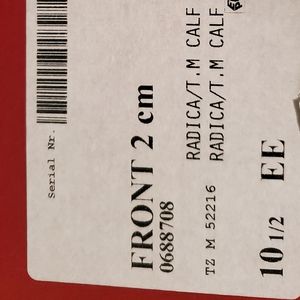 Serial Nr.
FRONT 2 cm
0688708
RADICA/T.M CALF
RADICA/T.M CALF
TZ M 52216
10 1/2 EE